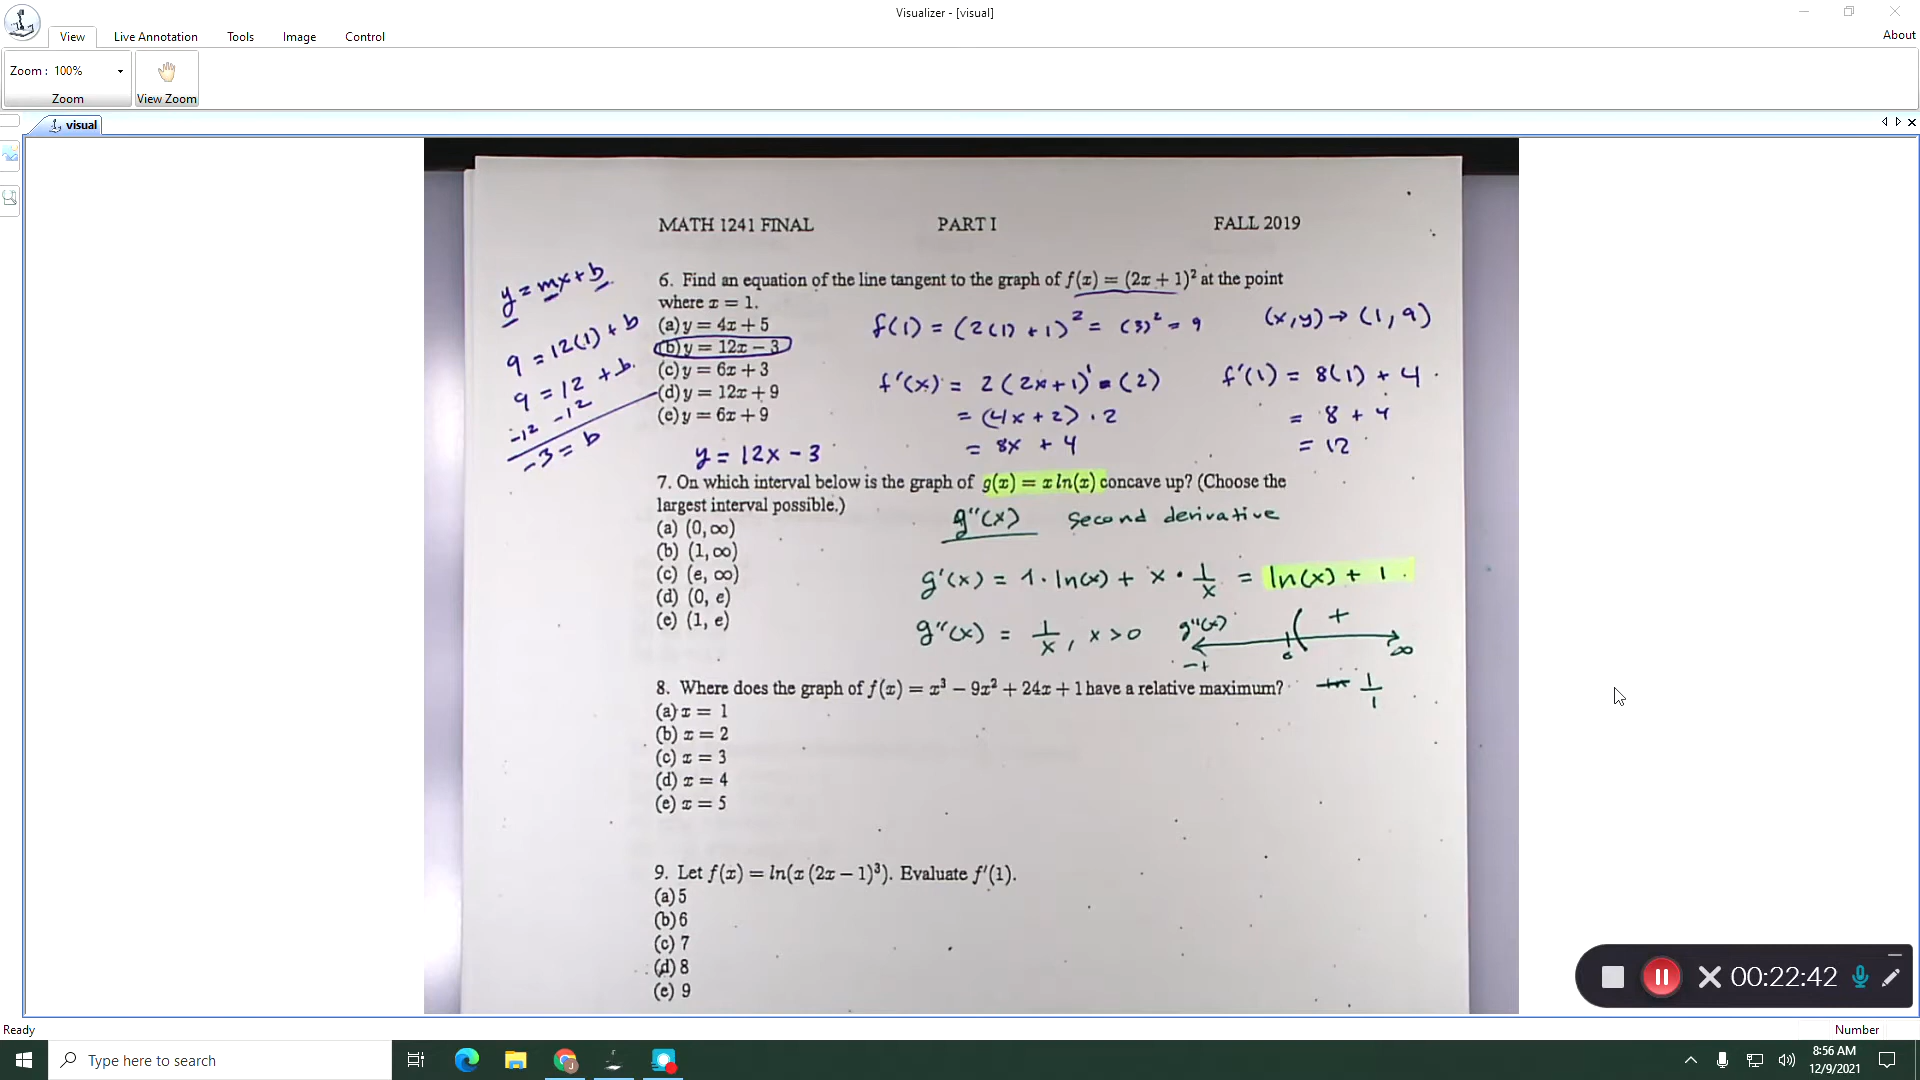 Visualizer - [visual]
View Live Annotation Tools Image Control About
Zoom : 100%
Zoom View Zoom
visual
MATH 1241 FINAL PART I FALL 2019
6. Find an equation of the line tangent to the graph of f(x) = (2x + 1)² at the point
where x = 1.
(a) y = 4x + 5
(b) y = 12x − 3
(c) y = 6x + 3
(d) y = 12x + 9
(e) y = 6x + 9
y = mx + b
9 = 12(1) + b
9 = 12 + b.
-12 -12
-3 = b
f(1) = (2(1) + 1)² = (3)² = 9 (x,y) → (1, 9)
f'(x) = 2(2x+1)' • (2) f'(1) = 8(1) + 4
= (4x+2) · 2 = 8 + 4
= 8x + 4 = 12
y = 12x - 3
7. On which interval below is the graph of g(x) = x ln(x) concave up? (Choose the
largest interval possible.)
(a) (0, ∞)
(b) (1, ∞)
(c) (e, ∞)
(d) (0, e)
(e) (1, e)
g''(x) second derivative
g'(x) = 1 · ln(x) + x · 1/x = ln(x) + 1
g''(x) = 1/x, x > 0 g''(x) ( +
∞
8. Where does the graph of f(x) = x³ − 9x² + 24x + 1 have a relative maximum?
1/1
(a) x = 1
(b) x = 2
(c) x = 3
(d) x = 4
(e) x = 5
9. Let f(x) = ln(x (2x − 1)³). Evaluate f'(1).
(a) 5
(b) 6
(c) 7
(d) 8
(e) 9
00:22:42
Ready Number
Type here to search
8:56 AM
12/9/2021